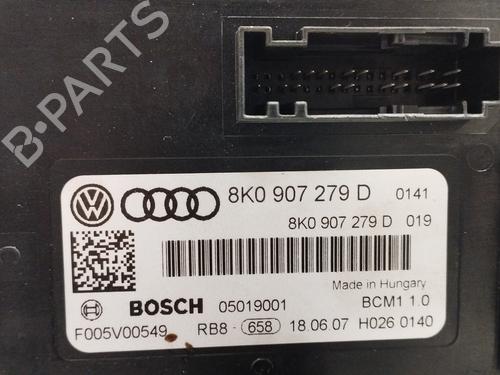 B-PARTS
8K0 907 279 D 0141
8K0 907 279 D 019
Made in Hungary
BOSCH 05019001 BCM1 1.0
F005V00549 RB8- 658 18.06.07 H026 0140